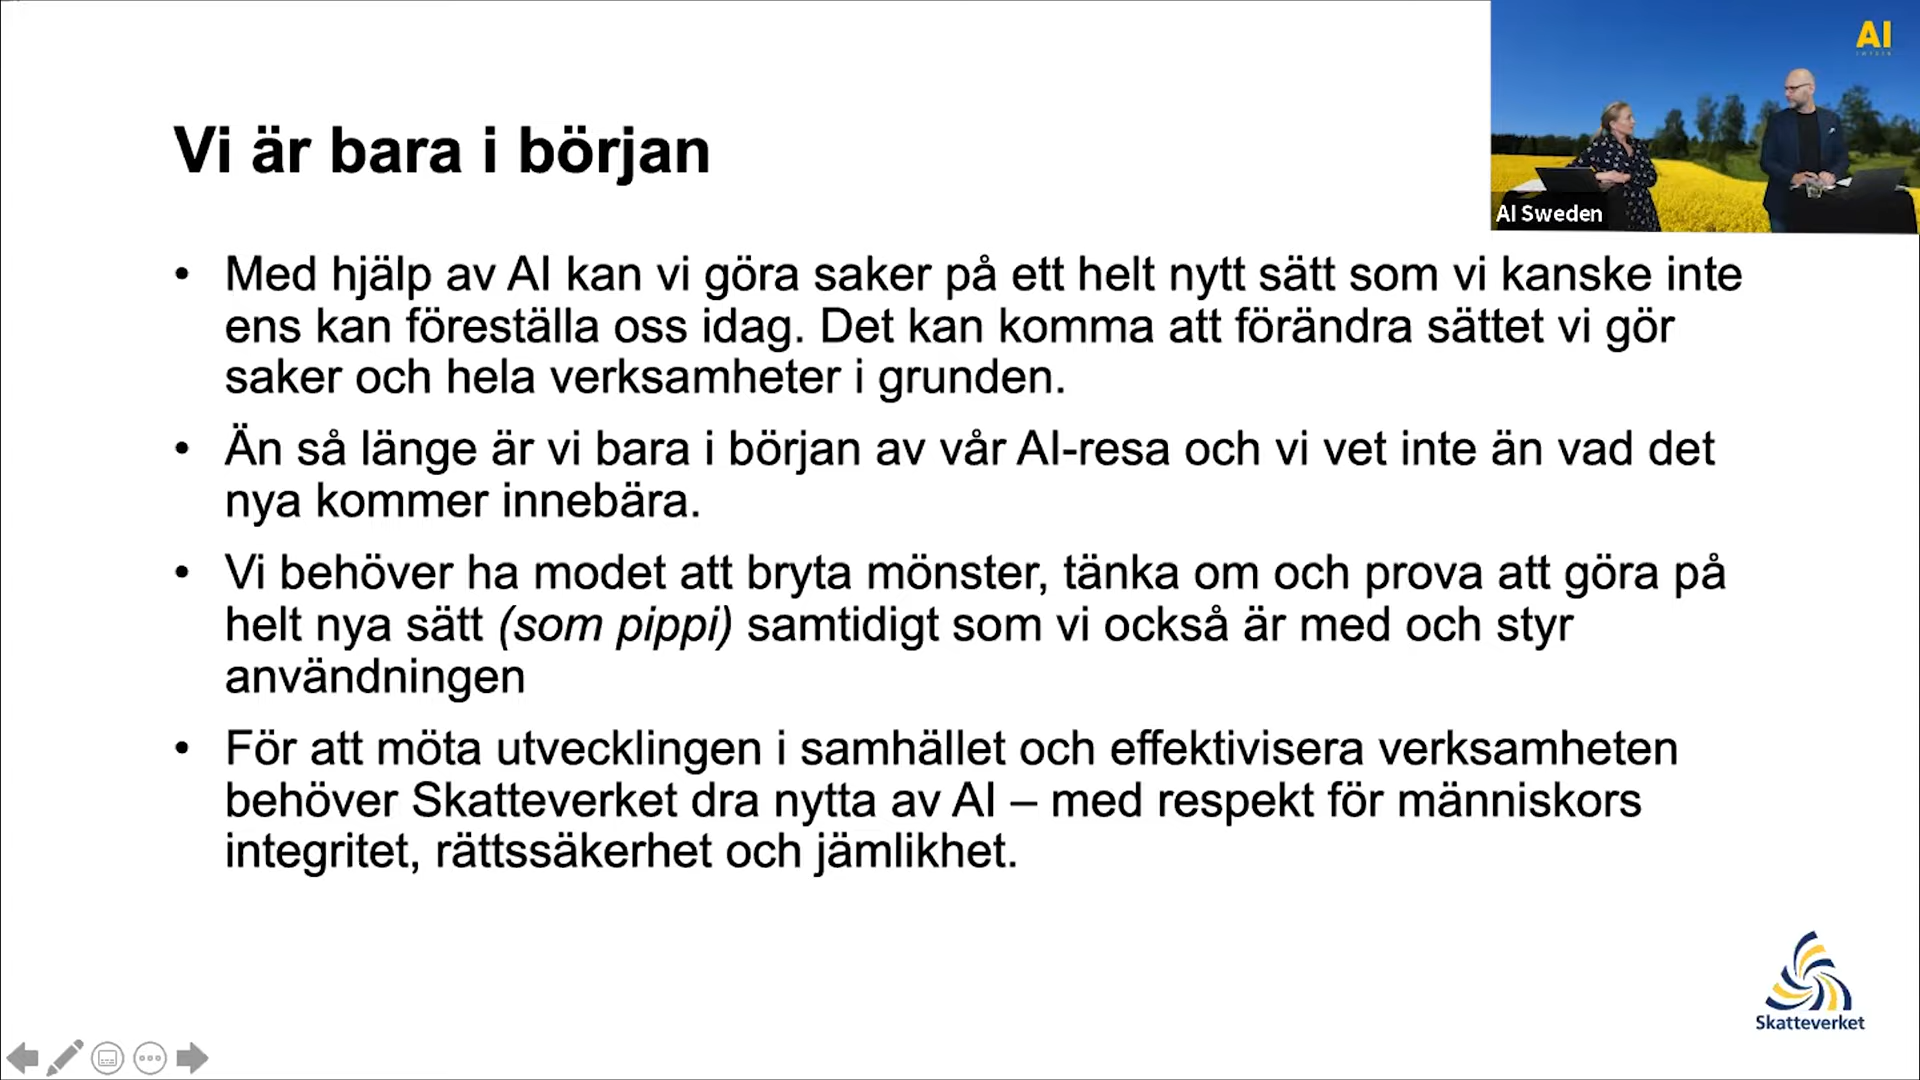 AI
AI Sweden
Vi är bara i början
• Med hjälp av AI kan vi göra saker på ett helt nytt sätt som vi kanske inte
ens kan föreställa oss idag. Det kan komma att förändra sättet vi gör
saker och hela verksamheter i grunden.
• Än så länge är vi bara i början av vår AI-resa och vi vet inte än vad det
nya kommer innebära.
• Vi behöver ha modet att bryta mönster, tänka om och prova att göra på
helt nya sätt (som pippi) samtidigt som vi också är med och styr
användningen
• För att möta utvecklingen i samhället och effektivisera verksamheten
behöver Skatteverket dra nytta av AI – med respekt för människors
integritet, rättssäkerhet och jämlikhet.
Skatteverket